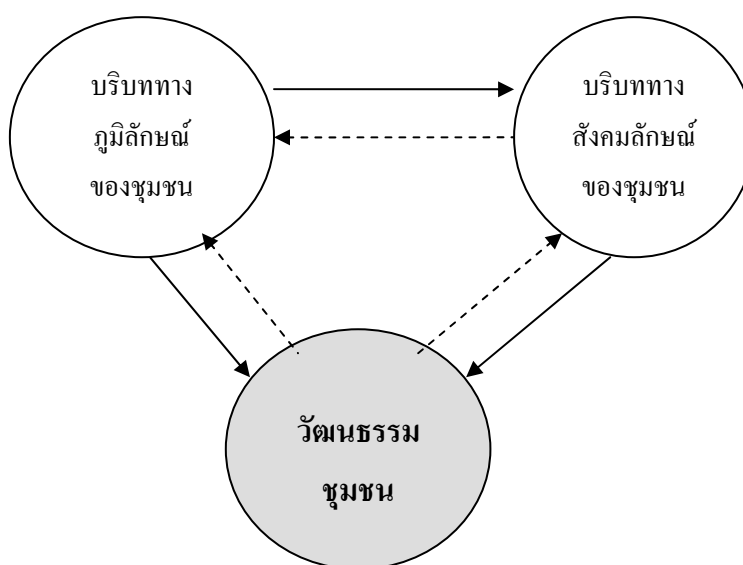 บริบททาง
ภูมิลักษณ์
ของชุมชน
บริบททาง
สังคมลักษณ์
ของชุมชน
วัฒนธรรม
ชุมชน